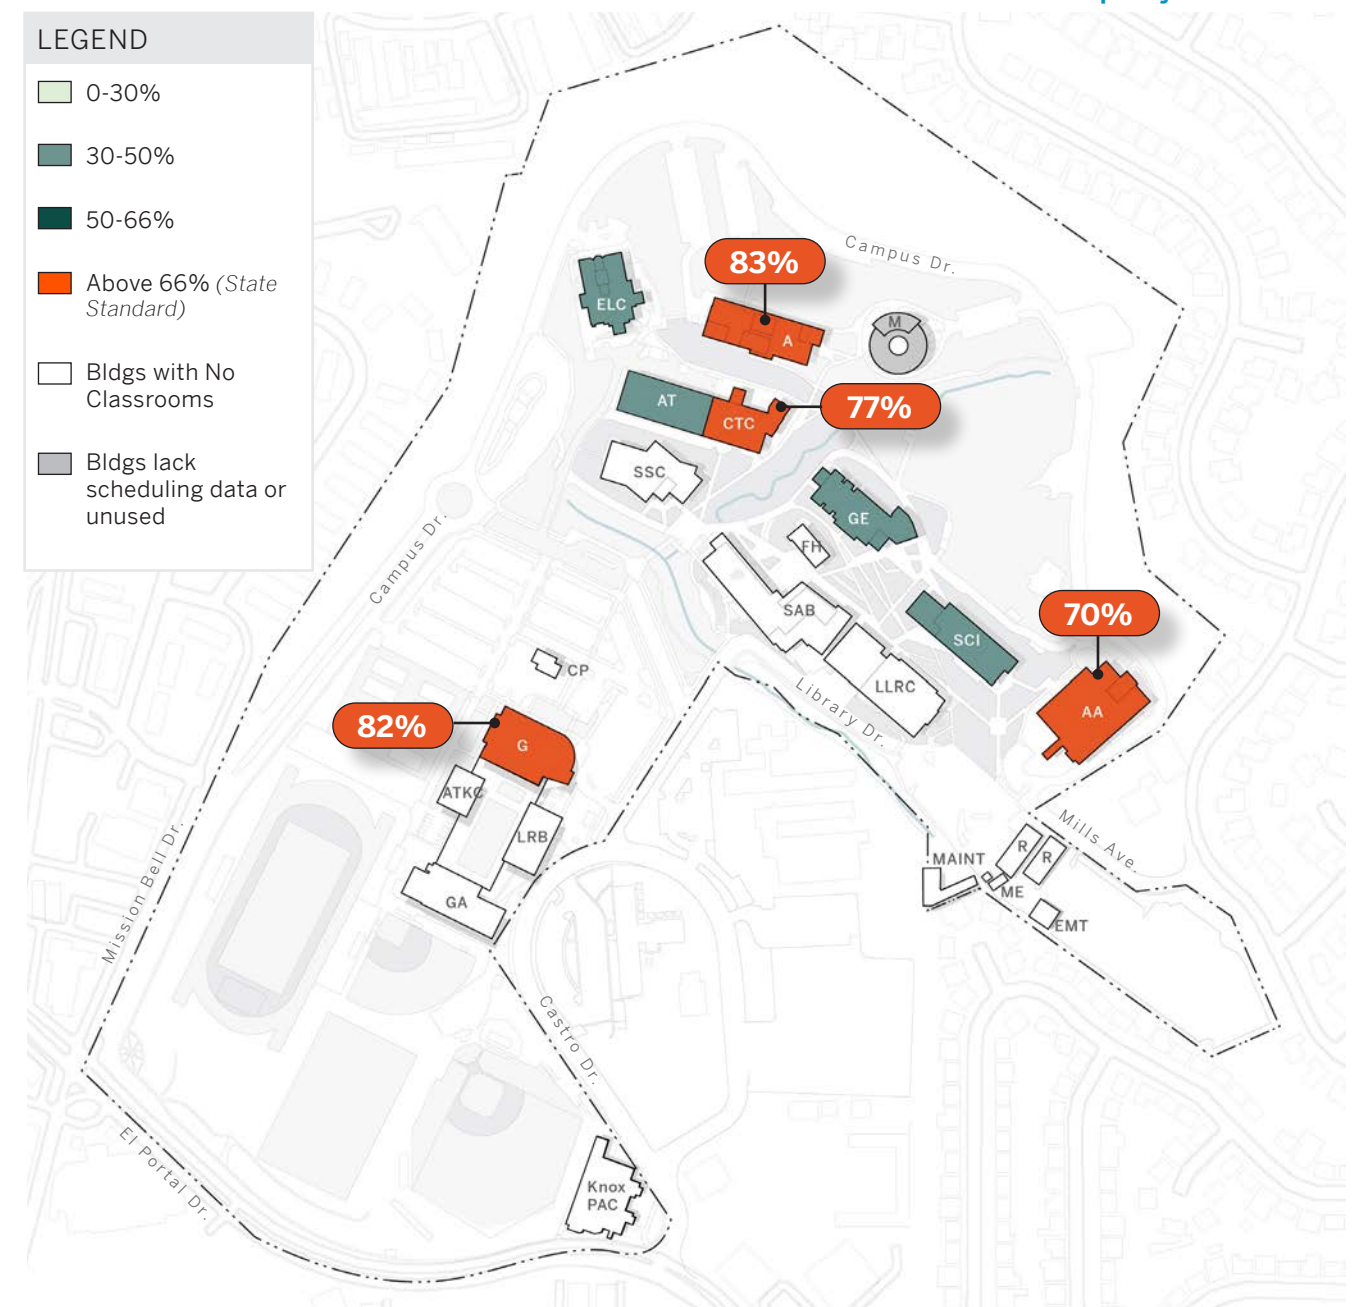 LEGEND
0-30%
30-50%
50-66%
Above 66% (State
Standard)
Bldgs with No
Classrooms
Bldgs lack
scheduling data or
unused
Campus Dr.
83%
ELC
A
M
AT
CTC
77%
SSC
GE
FH
Campus Dr.
SAB
SCI
70%
CP
LLRC
Library Dr.
AA
82%
G
ATKC
LRB
GA
Mission Bell Dr.
MAINT
R
R
Mills Ave.
ME
EMT
Castro Dr.
El Portal Dr.
Knox
PAC